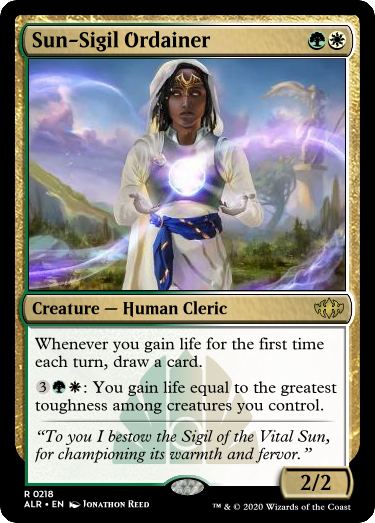 Sun-Sigil Ordainer
Creature — Human Cleric
Whenever you gain life for the first time
each turn, draw a card.
3: You gain life equal to the greatest
toughness among creatures you control.
“To you I bestow the Sigil of the Vital Sun,
for championing its warmth and fervor.”
2/2
R 0218
ALR • EN Jonathon Reed
™ & © 2020 Wizards of the Coast